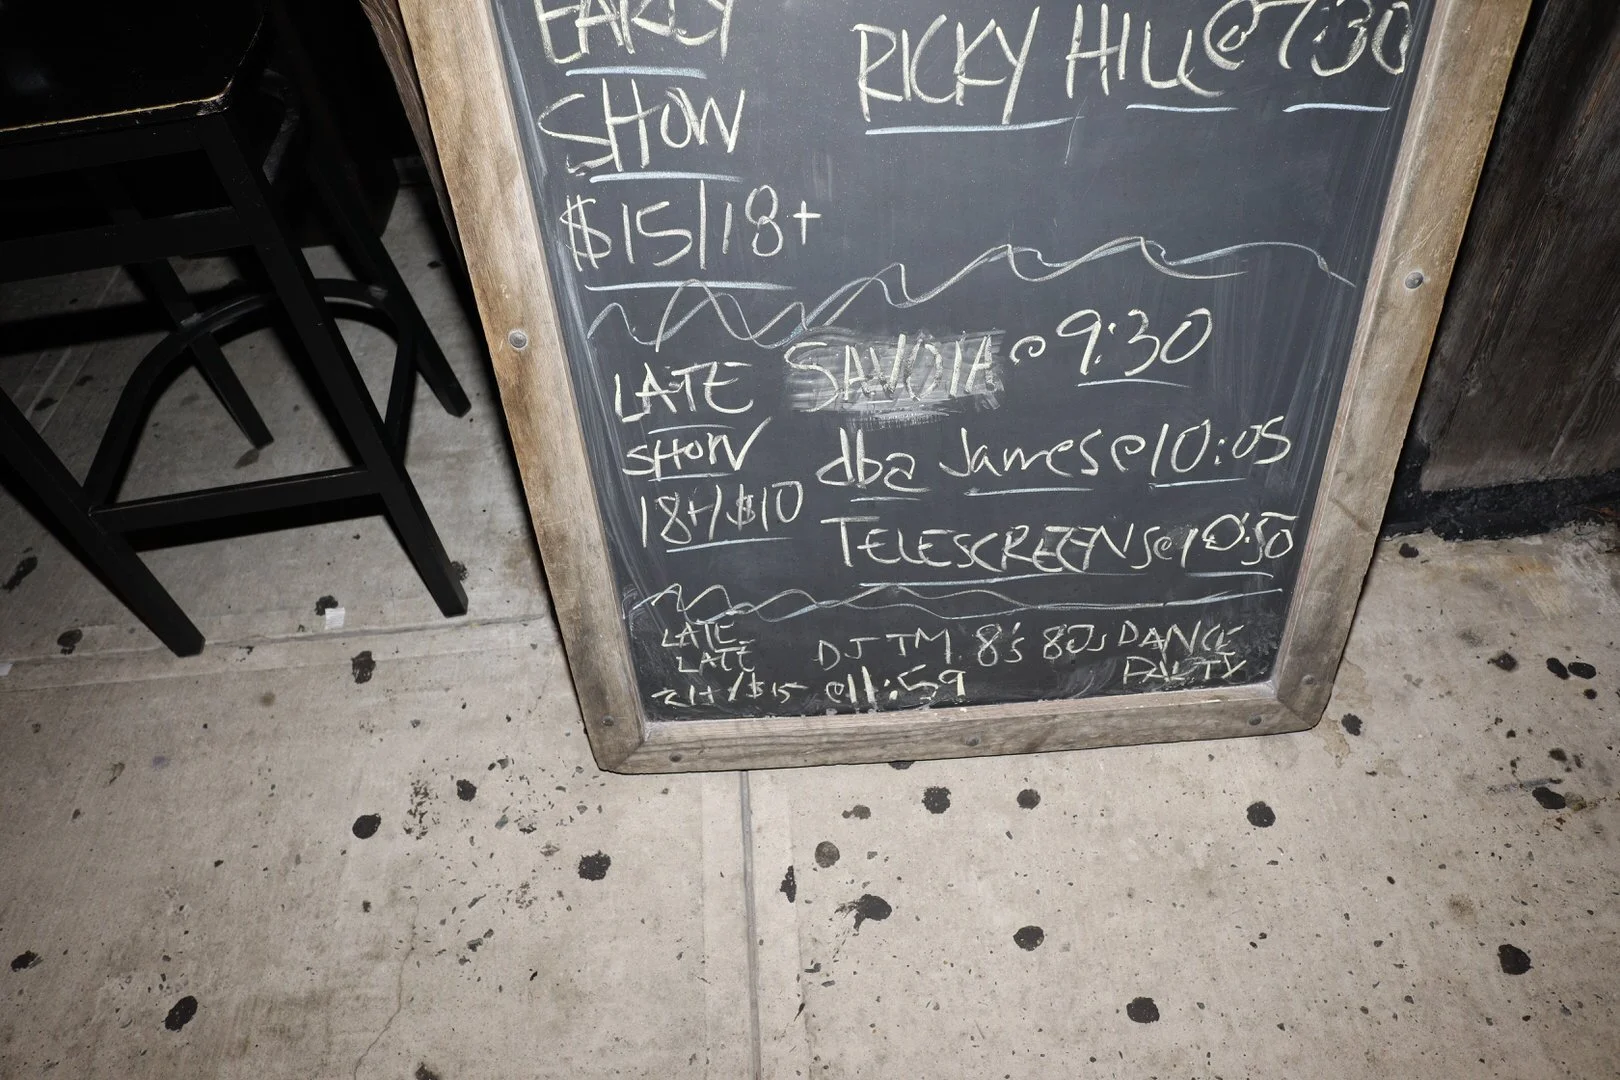 EARLY
SHOW
$15/18+
RICKY HILL @ 7:30
LATE
SHOW
18+/$10
SAVOIA @ 9:30
dba James @ 10:05
TELESCREENS @ 10:50
LATE
LATE
21+/$15
DJ TM. 8's 80s DANCE
PARTY
@11:59